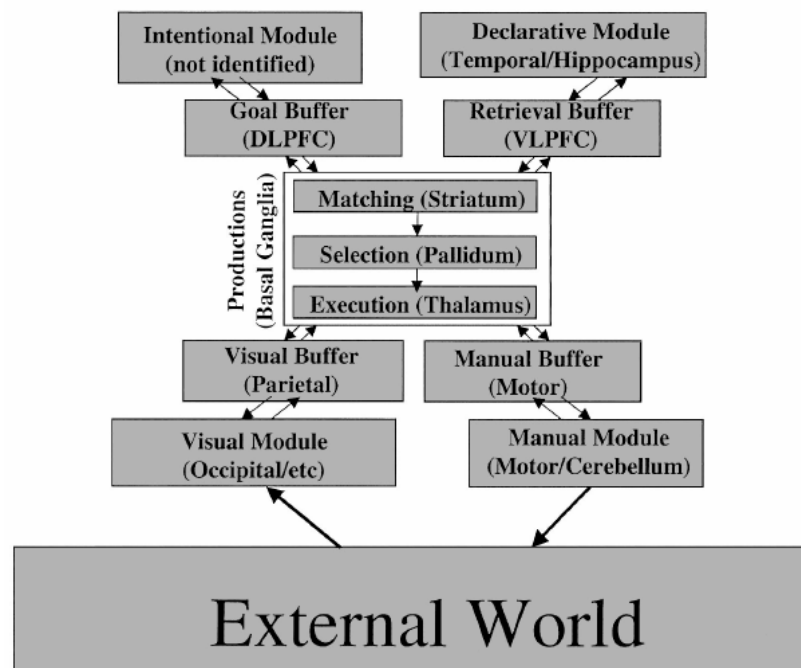 Intentional Module
(not identified)
Declarative Module
(Temporal/Hippocampus)
Goal Buffer
(DLPFC)
Retrieval Buffer
(VLPFC)
Productions
(Basal Ganglia)
Matching (Striatum)
Selection (Pallidum)
Execution (Thalamus)
Visual Buffer
(Parietal)
Manual Buffer
(Motor)
Visual Module
(Occipital/etc)
Manual Module
(Motor/Cerebellum)
External World